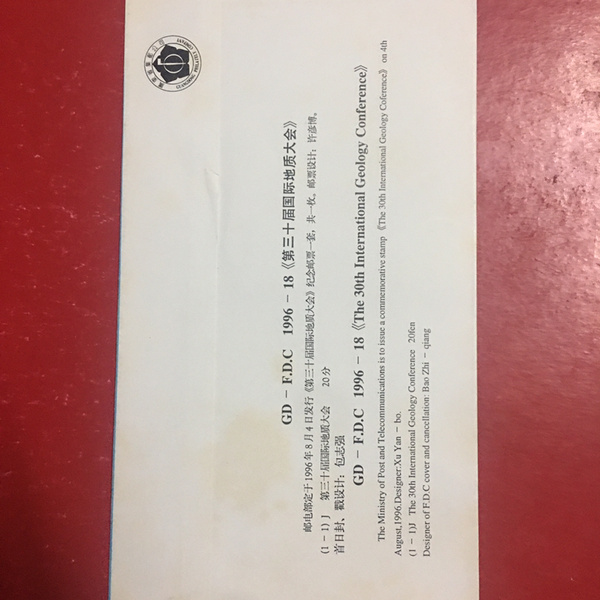 GD - F.D.C 1996 - 18《第三十届国际地质大会》
邮电部定于1996年8月4日发行《第三十届国际地质大会》纪念邮票一套,共一枚。邮票设计:许彦博。
(1-1)J 第三十届国际地质大会 20分
首日封、戳设计:包志强
GD - F.D.C 1996 - 18《The 30th International Geology Conference》
The Ministry of Post and Telecommunications is to issue a commemorative stamp 《The 30th International Geology Coference》 on 4th
August,1996.Designer:Xu Yan - bo.
(1 - 1)J The 30th International Geology Conference 20fen
Designer of F.D.C cover and cancellation: Bao Zhi - qiang